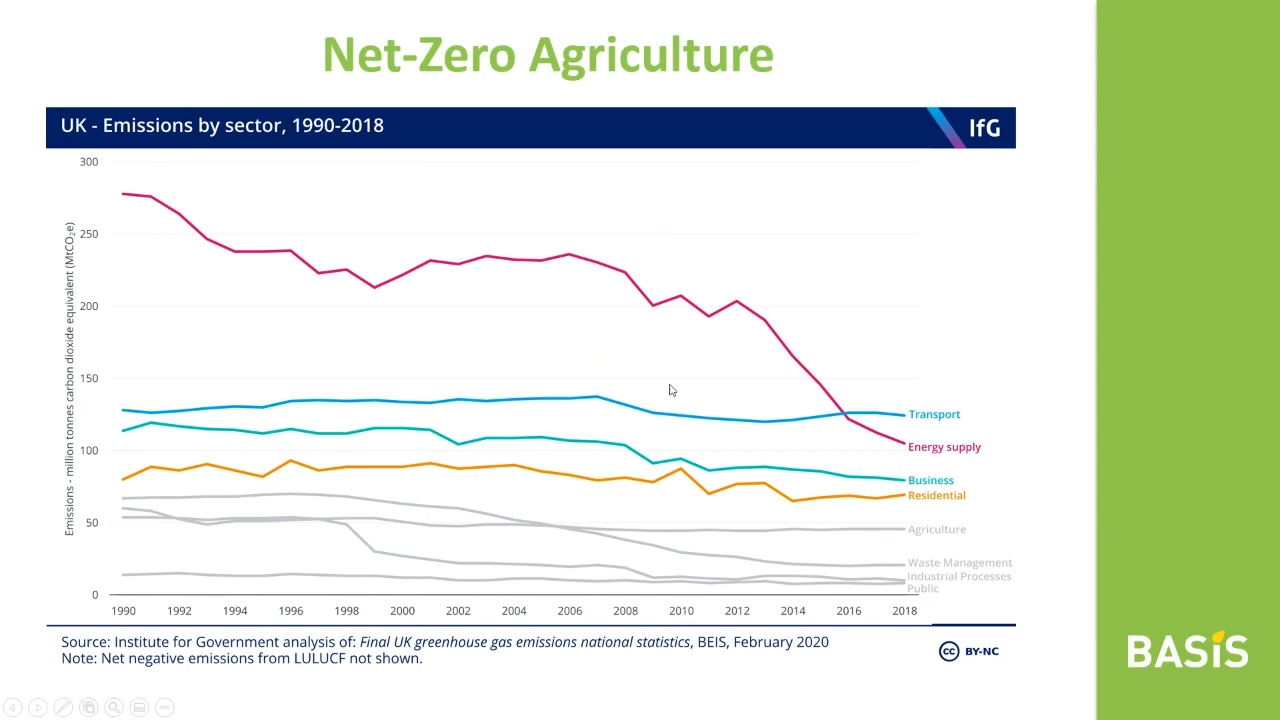 Net-Zero Agriculture
UK - Emissions by sector, 1990-2018
IfG
Emissions - million tonnes carbon dioxide equivalent (MtCO₂e)
300
250
200
150
100
50
0
Transport
Energy supply
Business
Residential
Agriculture
Waste Management
Industrial Processes
Public
1990 1992 1994 1996 1998 2000 2002 2004 2006 2008 2010 2012 2014 2016 2018
Source: Institute for Government analysis of: Final UK greenhouse gas emissions national statistics, BEIS, February 2020
Note: Net negative emissions from LULUCF not shown.
cc BY-NC
BASiS